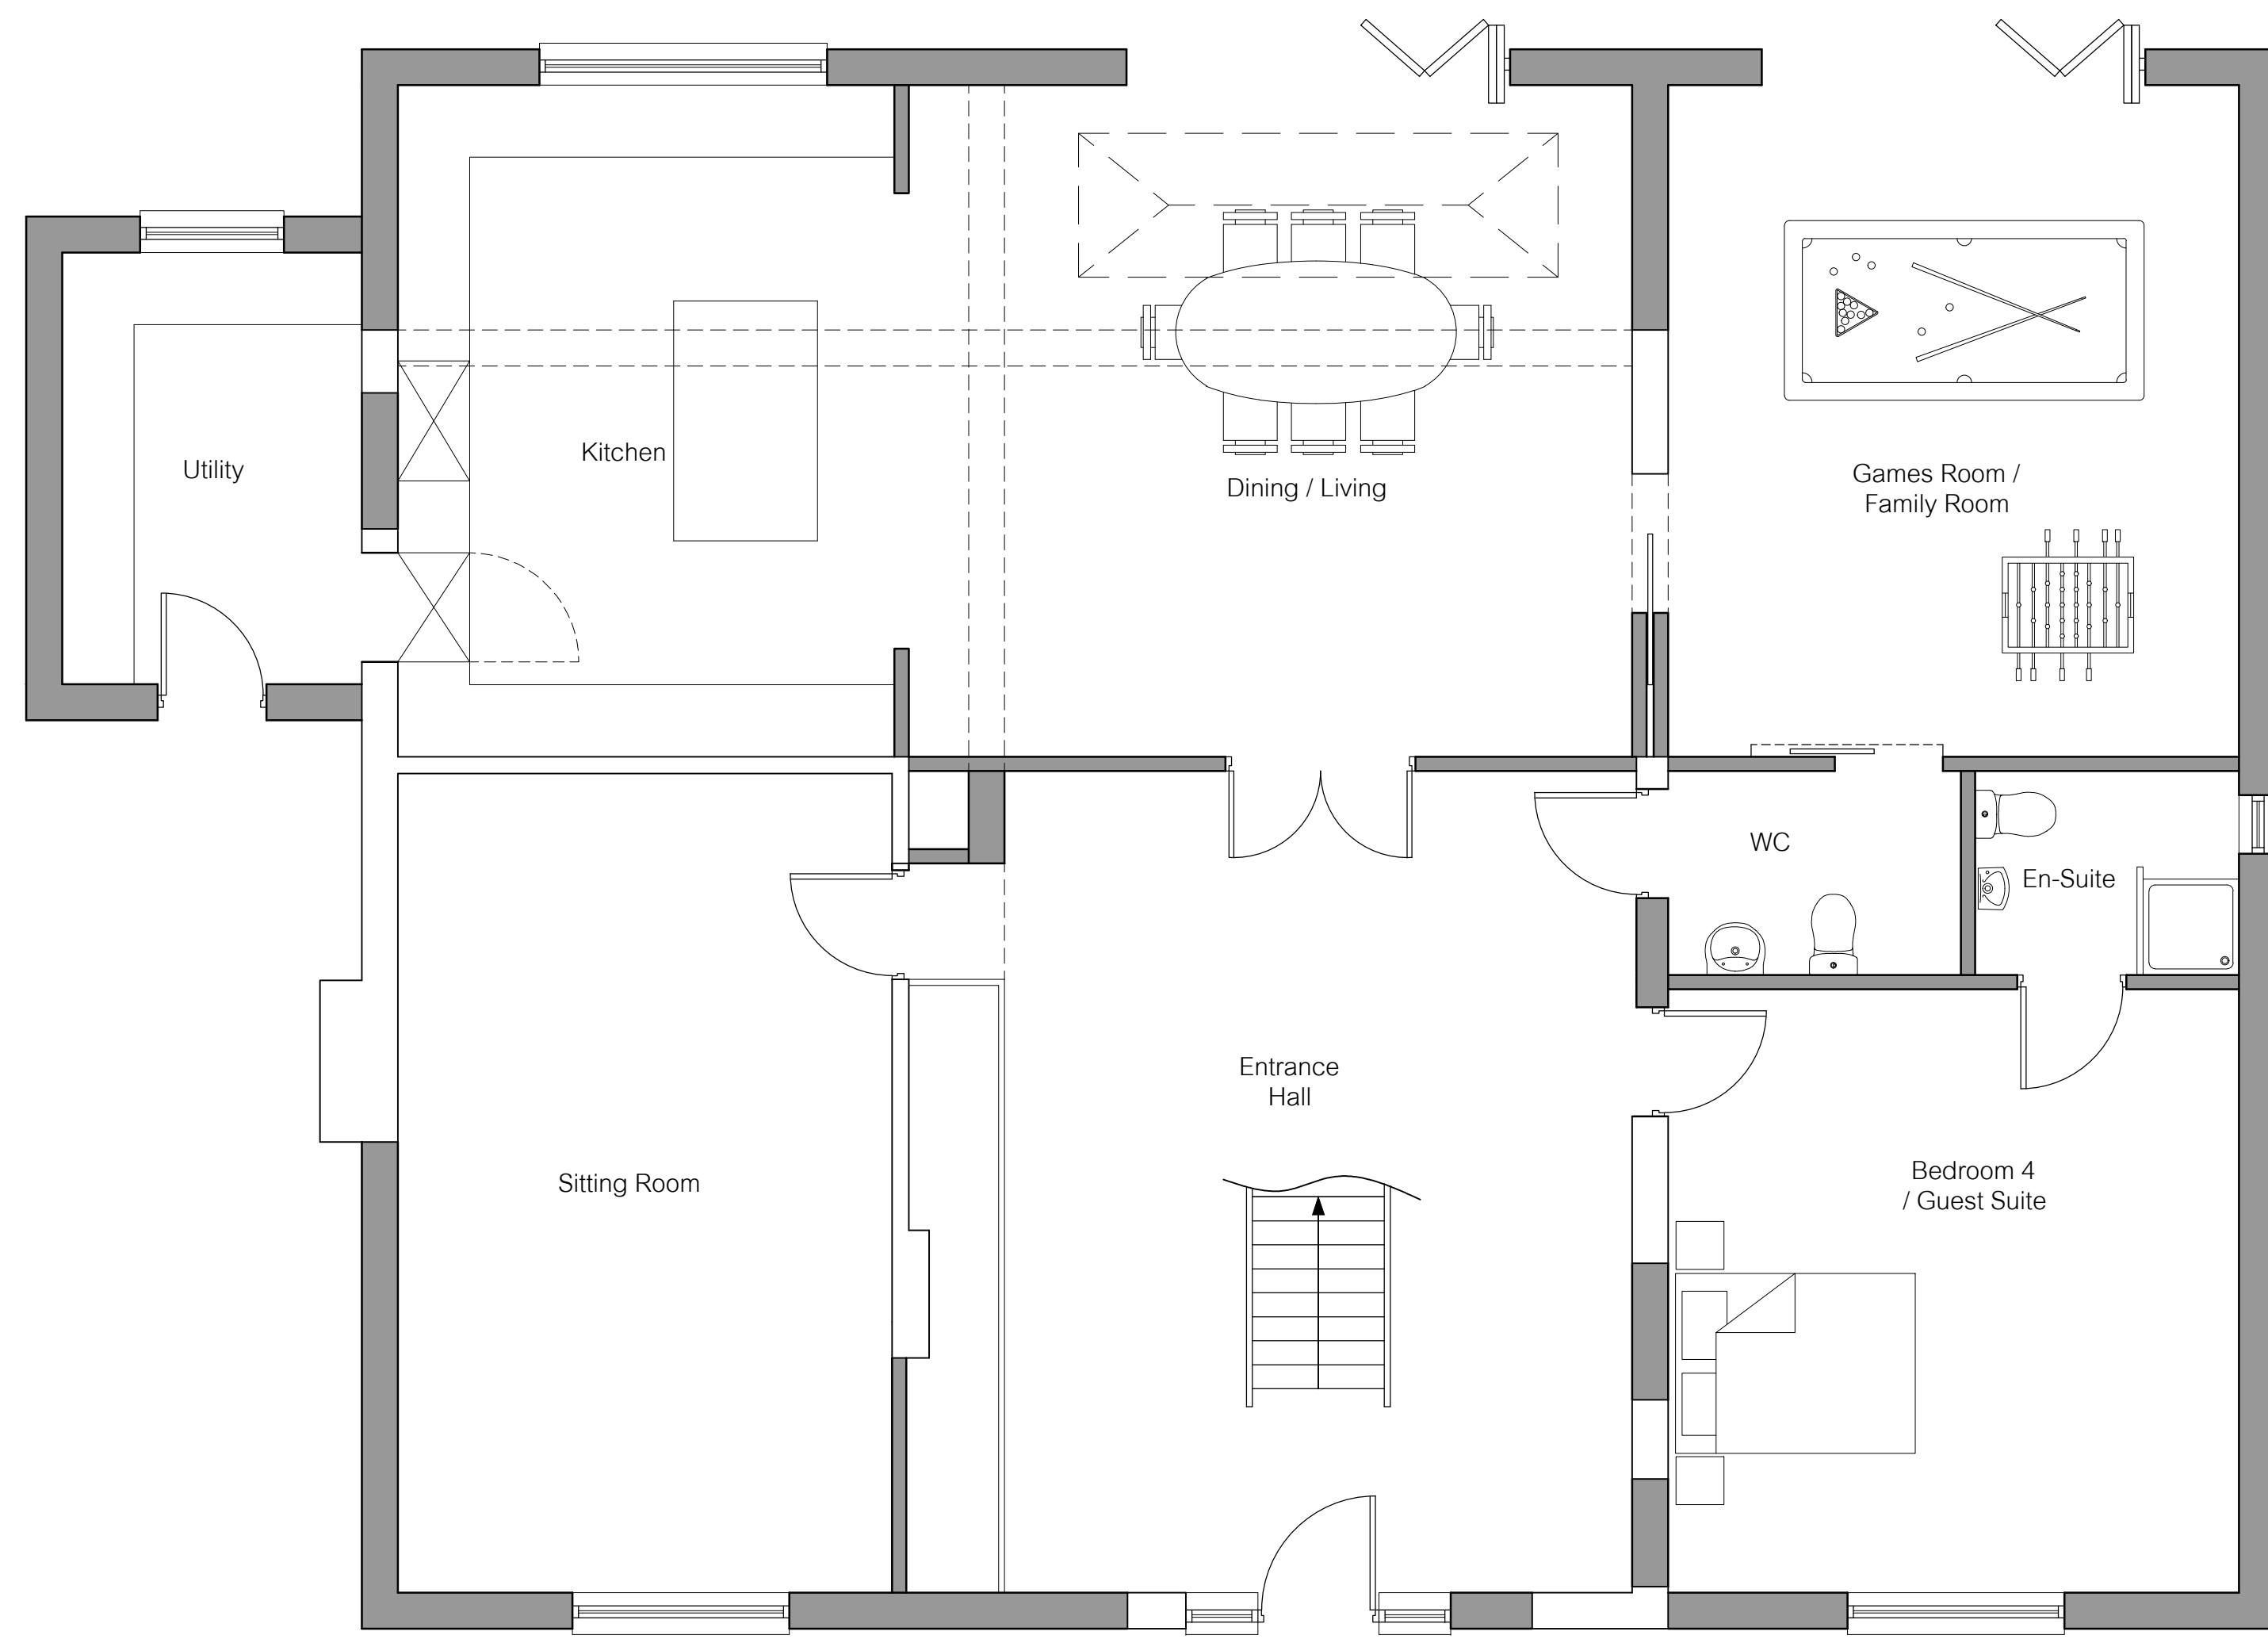 Utility
Kitchen
Dining / Living
Games Room /
Family Room
WC
En-Suite
Entrance
Hall
Sitting Room
Bedroom 4
/ Guest Suite